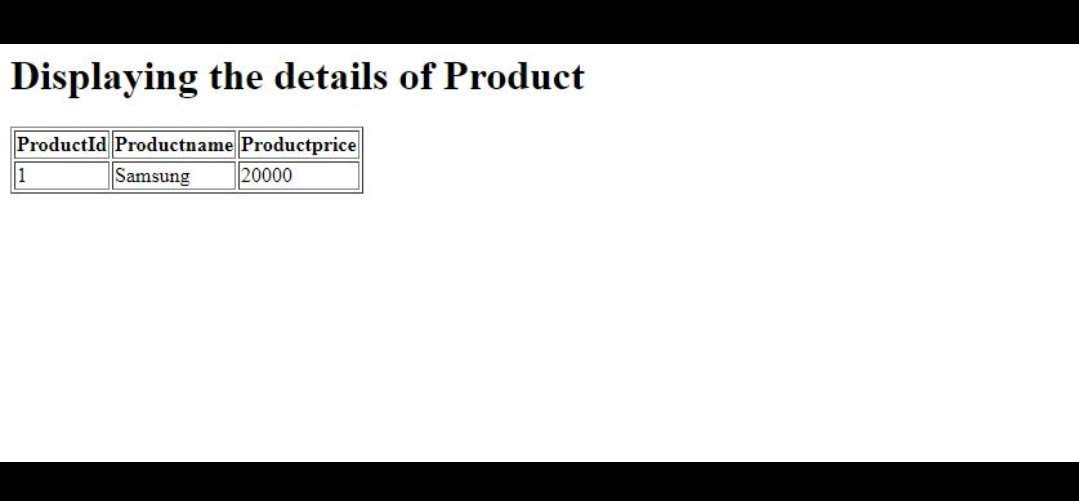 Displaying the details of Product
ProductId Productname Productprice
1 Samsung 20000